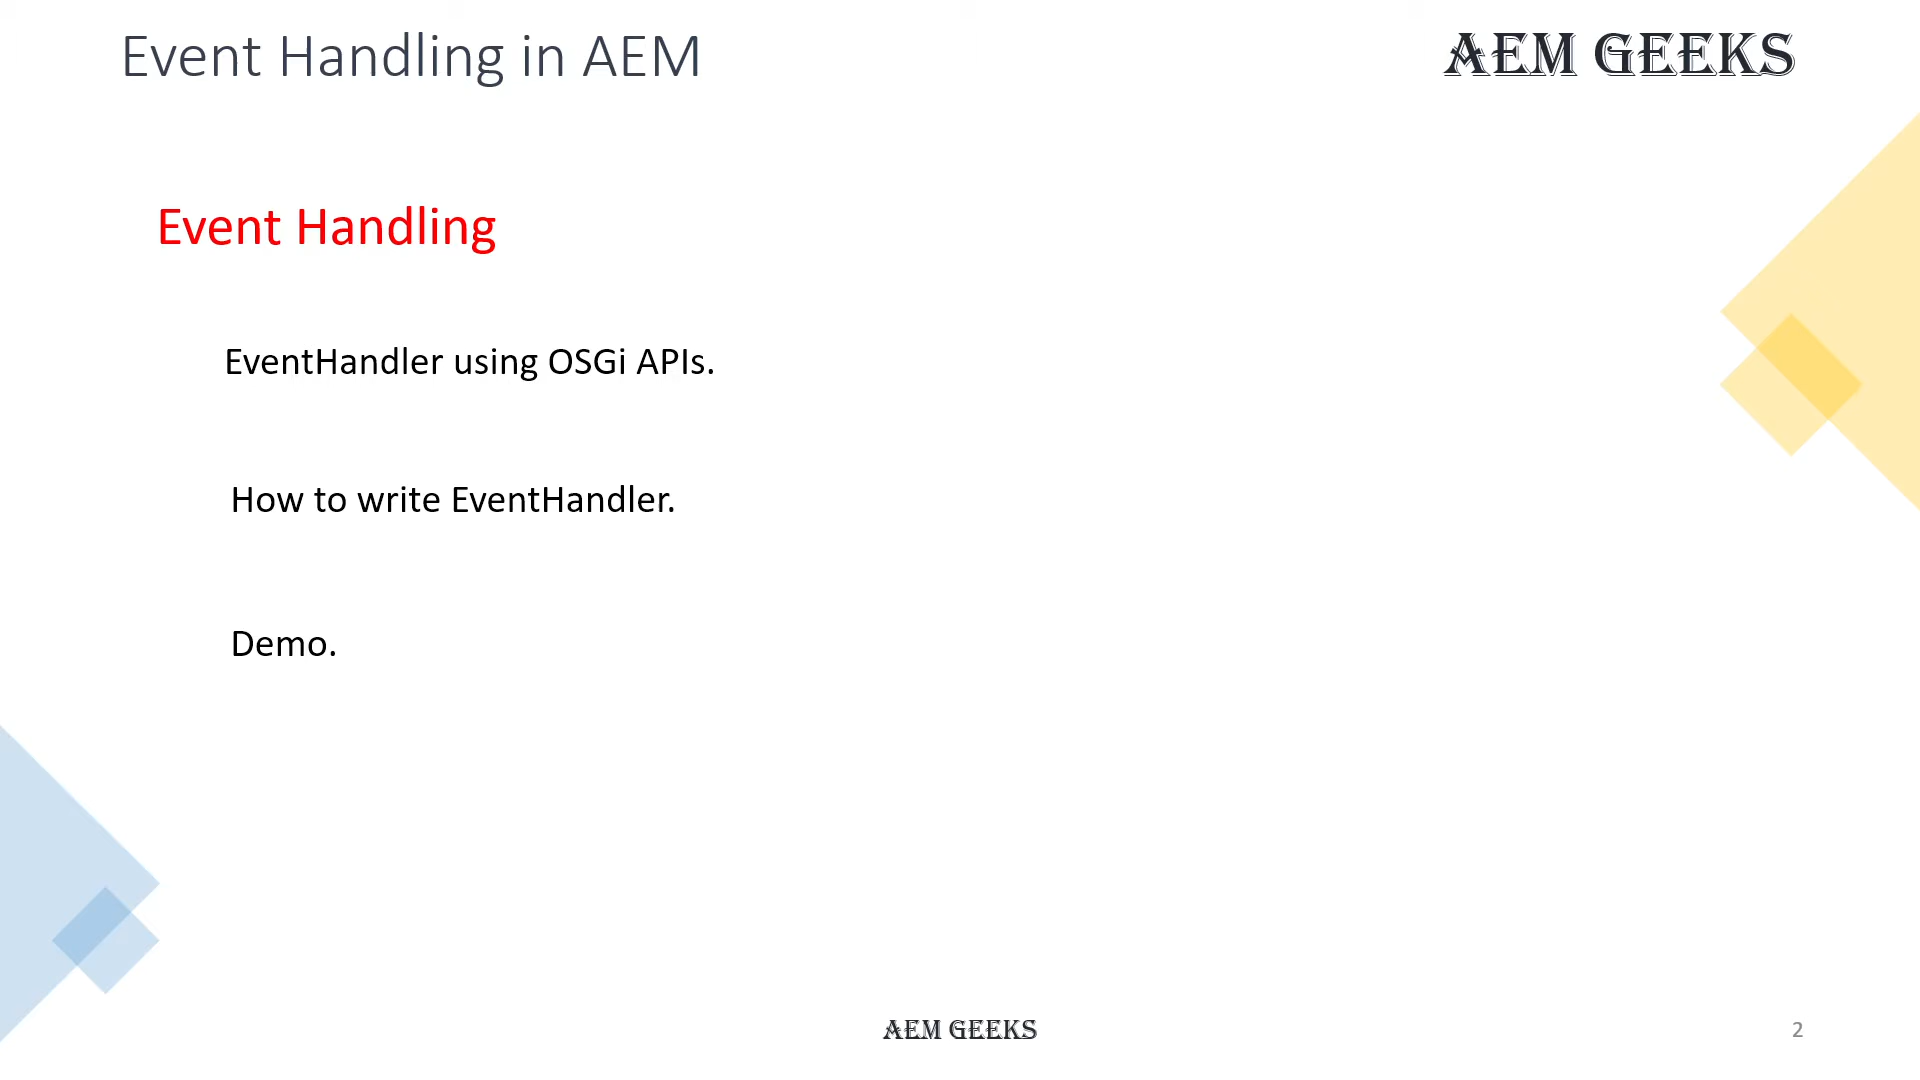 Event Handling in AEM
AEM GEEKS
Event Handling
EventHandler using OSGi APIs.
How to write EventHandler.
Demo.
AEM GEEKS
2